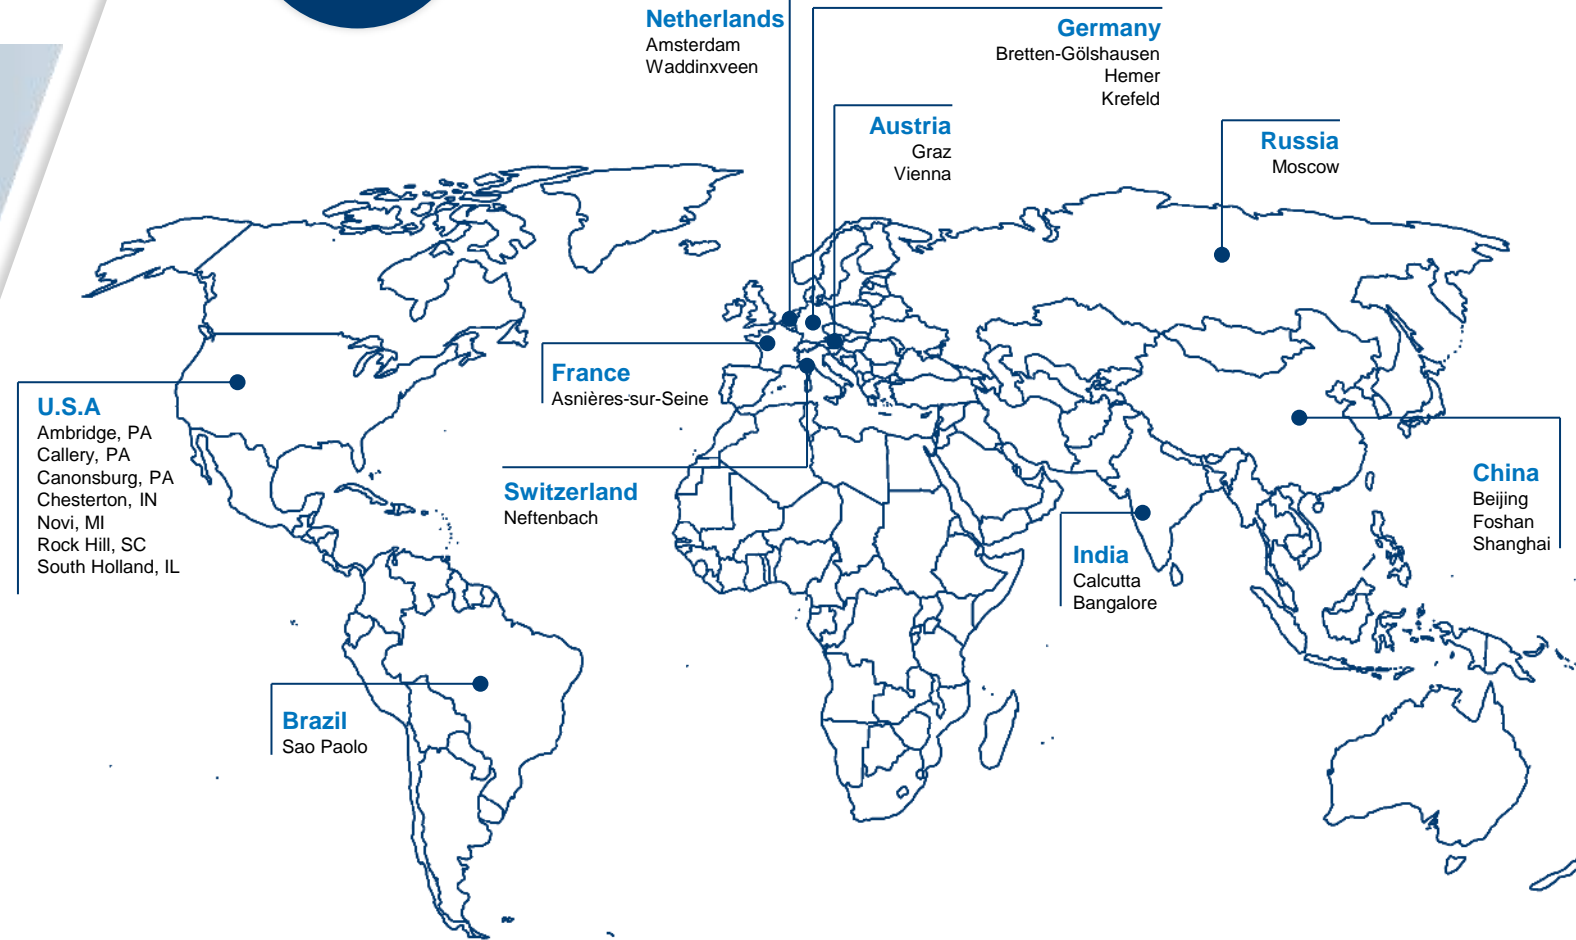 Netherlands
Amsterdam
Waddinxveen
Germany
Bretten-Gölshausen
Hemer
Krefeld
Austria
Graz
Vienna
Russia
Moscow
France
Asnières-sur-Seine
U.S.A
Ambridge, PA
Callery, PA
Canonsburg, PA
Chesterton, IN
Novi, MI
Rock Hill, SC
South Holland, IL
Switzerland
Neftenbach
China
Beijing
Foshan
Shanghai
India
Calcutta
Bangalore
Brazil
Sao Paolo